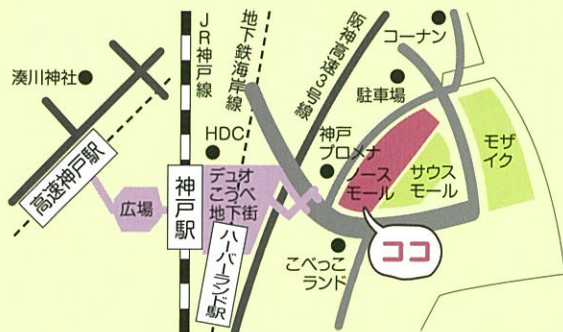 湊川神社
高速神戸駅
広場
JR神戸線
神戸駅
地下鉄海岸線
HDC
デュオ
こうべ
地下街
ハーバーランド駅
阪神高速3号線
神戸
プロメナ
コーナン
駐車場
ノース
モール
サウス
モール
モザ
イク
こべっこ
ランド
ココ